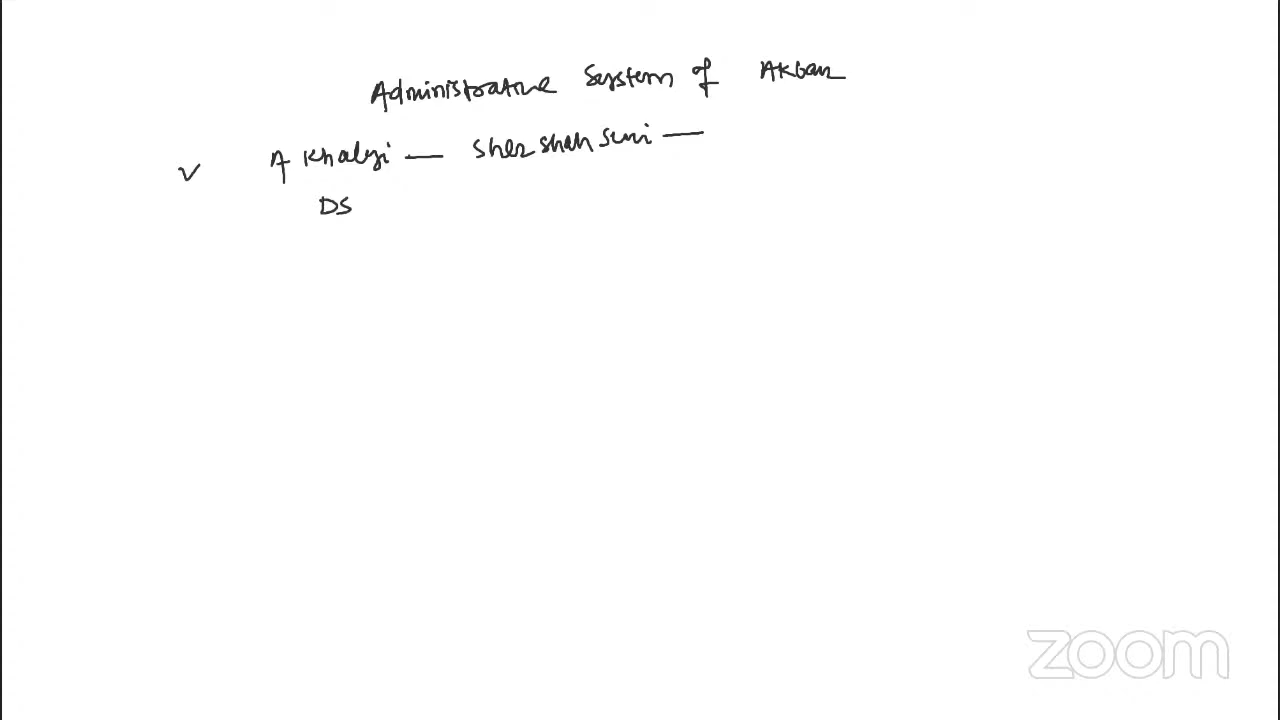 Administrative System of Akbar
✓ A Khalji — Sher Shah Suri —
DS
zoom